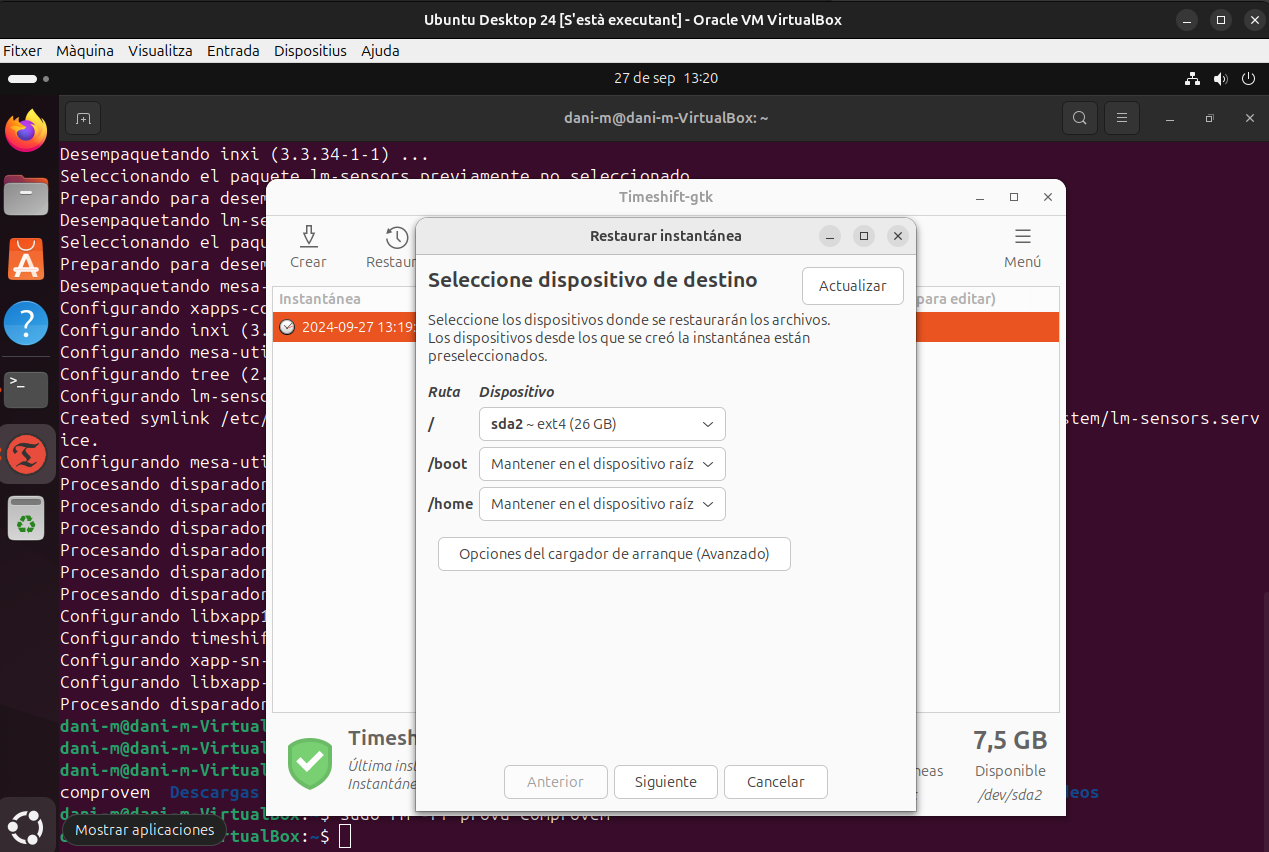 Ubuntu Desktop 24 [S'està executant] - Oracle VM VirtualBox
Fitxer Màquina Visualitza Entrada Dispositius Ajuda
27 de sep 13:20
dani-m@dani-m-VirtualBox: ~
Desempaquetando inxi (3.3.34-1-1) ...
Seleccionando el paquete lm-sensors previamente no seleccionado
Preparando para desem
Desempaquetando lm-se
Seleccionando el paqu
Preparando para desem
Desempaquetando mesa-
Configurando xapps-co
Configurando inxi (3.
Configurando mesa-uti
Configurando tree (2.
Configurando lm-senso
Created symlink /etc/ stem/lm-sensors.serv
ice.
Configurando mesa-uti
Procesando disparador
Procesando disparador
Procesando disparador
Procesando disparador
Procesando disparador
Procesando disparador
Configurando libxapp1
Configurando timeshif
Configurando xapp-sn-
Configurando libxapp-
Procesando disparador
dani-m@dani-m-Virtual
dani-m@dani-m-Virtual
dani-m@dani-m-Virtual
comprovem Descargas deos
$ sudo rm -rf prova comprovem
rtualBox:~$
Mostrar aplicaciones
Timeshift-gtk
Crear
Restaur
Menú
Instantánea para editar)
2024-09-27 13:19:
Timesh
Última inst
Instantáne
7,5 GB
neas Disponible
/dev/sda2
Restaurar instantánea
Seleccione dispositivo de destino
Actualizar
Seleccione los dispositivos donde se restaurarán los archivos.
Los dispositivos desde los que se creó la instantánea están
preseleccionados.
Ruta Dispositivo
/ sda2 ~ ext4 (26 GB)
/boot Mantener en el dispositivo raíz
/home Mantener en el dispositivo raíz
Opciones del cargador de arranque (Avanzado)
Anterior Siguiente Cancelar